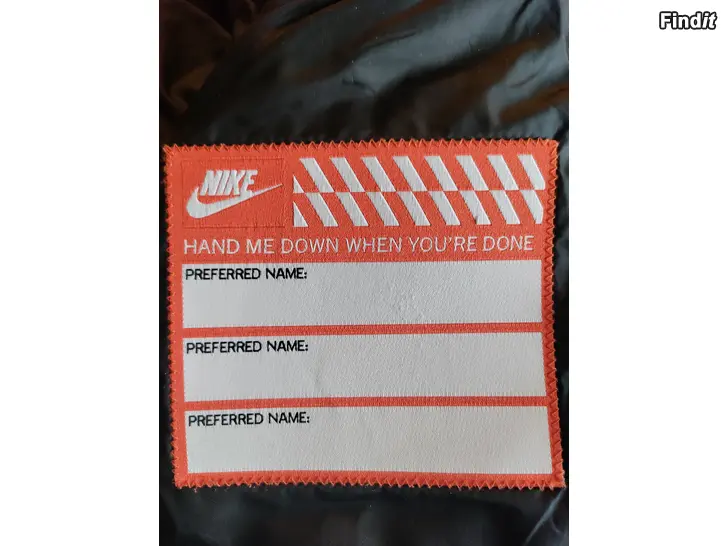 Findit
NIKE
HAND ME DOWN WHEN YOU'RE DONE
PREFERRED NAME:
PREFERRED NAME:
PREFERRED NAME: